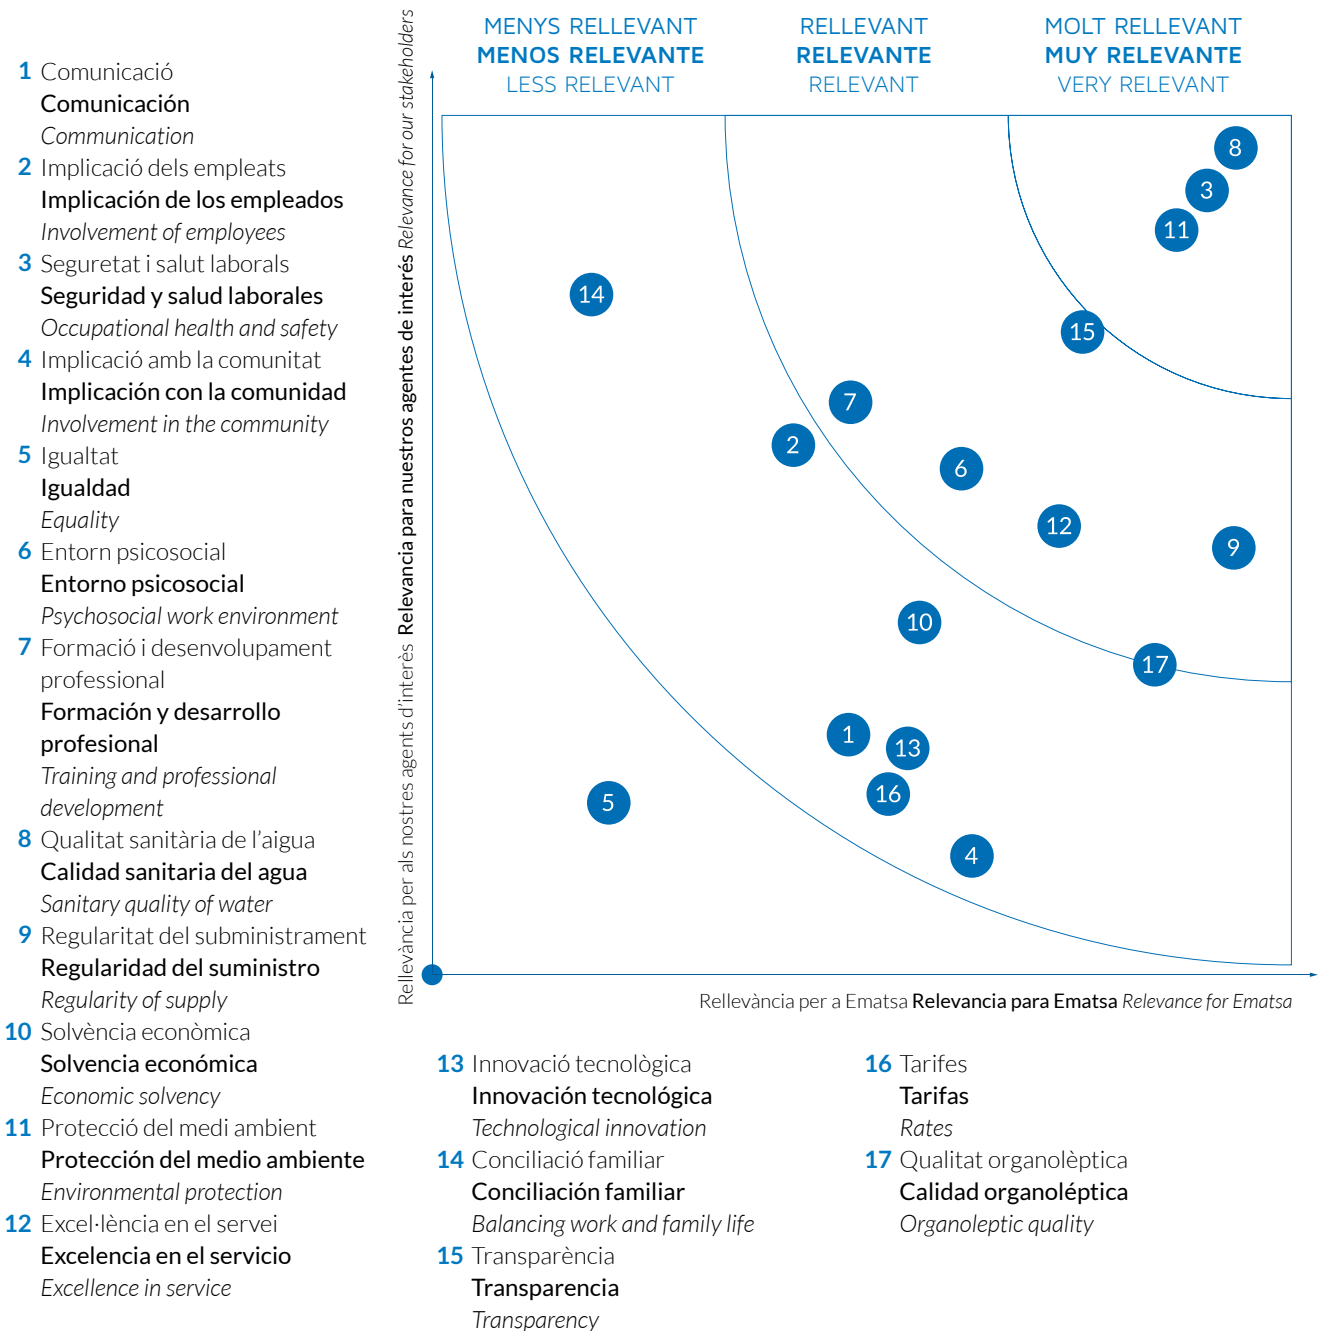 MENYS RELLEVANT
MENOS RELEVANTE
LESS RELEVANT
RELLEVANT
RELEVANTE
RELEVANT
MOLT RELLEVANT
MUY RELEVANTE
VERY RELEVANT
1 Comunicació
Comunicación
Communication
2 Implicació dels empleats
Implicación de los empleados
Involvement of employees
3 Seguretat i salut laborals
Seguridad y salud laborales
Occupational health and safety
4 Implicació amb la comunitat
Implicación con la comunidad
Involvement in the community
5 Igualtat
Igualdad
Equality
6 Entorn psicosocial
Entorno psicosocial
Psychosocial work environment
7 Formació i desenvolupament
professional
Formación y desarrollo
profesional
Training and professional
development
8 Qualitat sanitària de l'aigua
Calidad sanitaria del agua
Sanitary quality of water
9 Regularitat del subministrament
Regularidad del suministro
Regularity of supply
10 Solvència econòmica
Solvencia económica
Economic solvency
11 Protecció del medi ambient
Protección del medio ambiente
Environmental protection
12 Excel·lència en el servei
Excelencia en el servicio
Excellence in service
Rellevància per als nostres agents d'interès Relevancia para nuestros agentes de interés Relevance for our stakeholders
8
3
11
14
15
7
2
6
12
9
10
17
1
13
16
5
4
Rellevància per a Ematsa Relevancia para Ematsa Relevance for Ematsa
13 Innovació tecnològica
Innovación tecnológica
Technological innovation
14 Conciliació familiar
Conciliación familiar
Balancing work and family life
15 Transparència
Transparencia
Transparency
16 Tarifes
Tarifas
Rates
17 Qualitat organolèptica
Calidad organoléptica
Organoleptic quality